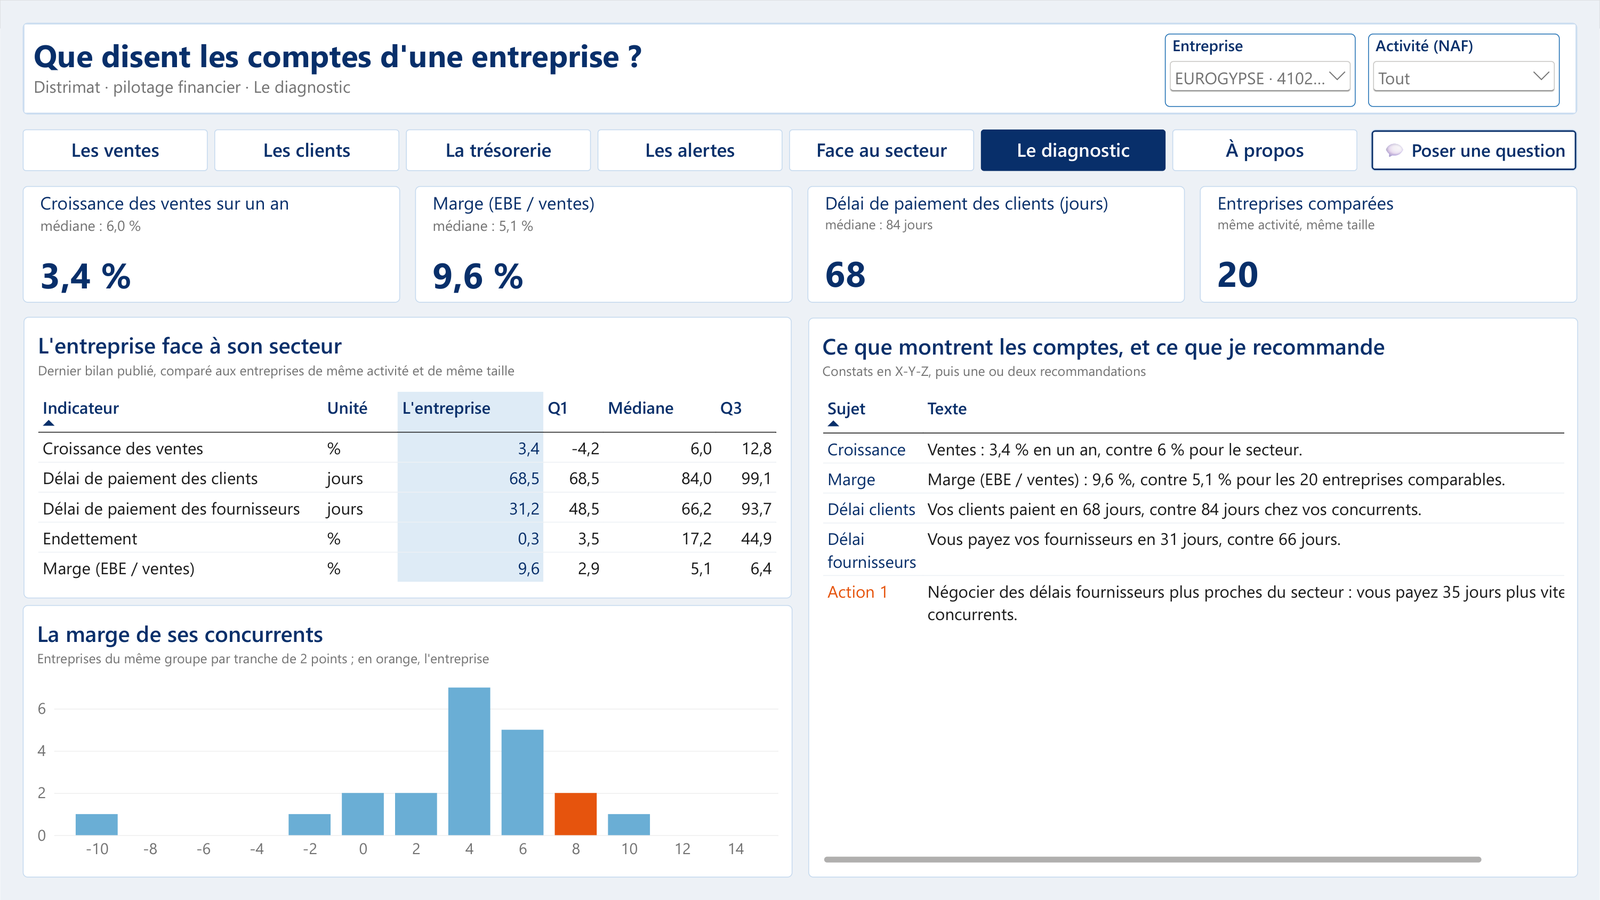 Que disent les comptes d'une entreprise ?
Distrimat · pilotage financier · Le diagnostic
Entreprise
EUROGYPSE · 4102...
Activité (NAF)
Tout
Les ventes
Les clients
La trésorerie
Les alertes
Face au secteur
Le diagnostic
À propos
Poser une question
Croissance des ventes sur un an
médiane : 6,0 %
3,4 %
Marge (EBE / ventes)
médiane : 5,1 %
9,6 %
Délai de paiement des clients (jours)
médiane : 84 jours
68
Entreprises comparées
même activité, même taille
20
L'entreprise face à son secteur
Dernier bilan publié, comparé aux entreprises de même activité et de même taille
Indicateur Unité L'entreprise Q1 Médiane Q3
Croissance des ventes % 3,4 -4,2 6,0 12,8
Délai de paiement des clients jours 68,5 68,5 84,0 99,1
Délai de paiement des fournisseurs jours 31,2 48,5 66,2 93,7
Endettement % 0,3 3,5 17,2 44,9
Marge (EBE / ventes) % 9,6 2,9 5,1 6,4
La marge de ses concurrents
Entreprises du même groupe par tranche de 2 points ; en orange, l'entreprise
6
4
2
0
-10 -8 -6 -4 -2 0 2 4 6 8 10 12 14
Ce que montrent les comptes, et ce que je recommande
Constats en X-Y-Z, puis une ou deux recommandations
Sujet Texte
Croissance Ventes : 3,4 % en un an, contre 6 % pour le secteur.
Marge Marge (EBE / ventes) : 9,6 %, contre 5,1 % pour les 20 entreprises comparables.
Délai clients Vos clients paient en 68 jours, contre 84 jours chez vos concurrents.
Délai Vous payez vos fournisseurs en 31 jours, contre 66 jours.
fournisseurs
Action 1 Négocier des délais fournisseurs plus proches du secteur : vous payez 35 jours plus vite
concurrents.